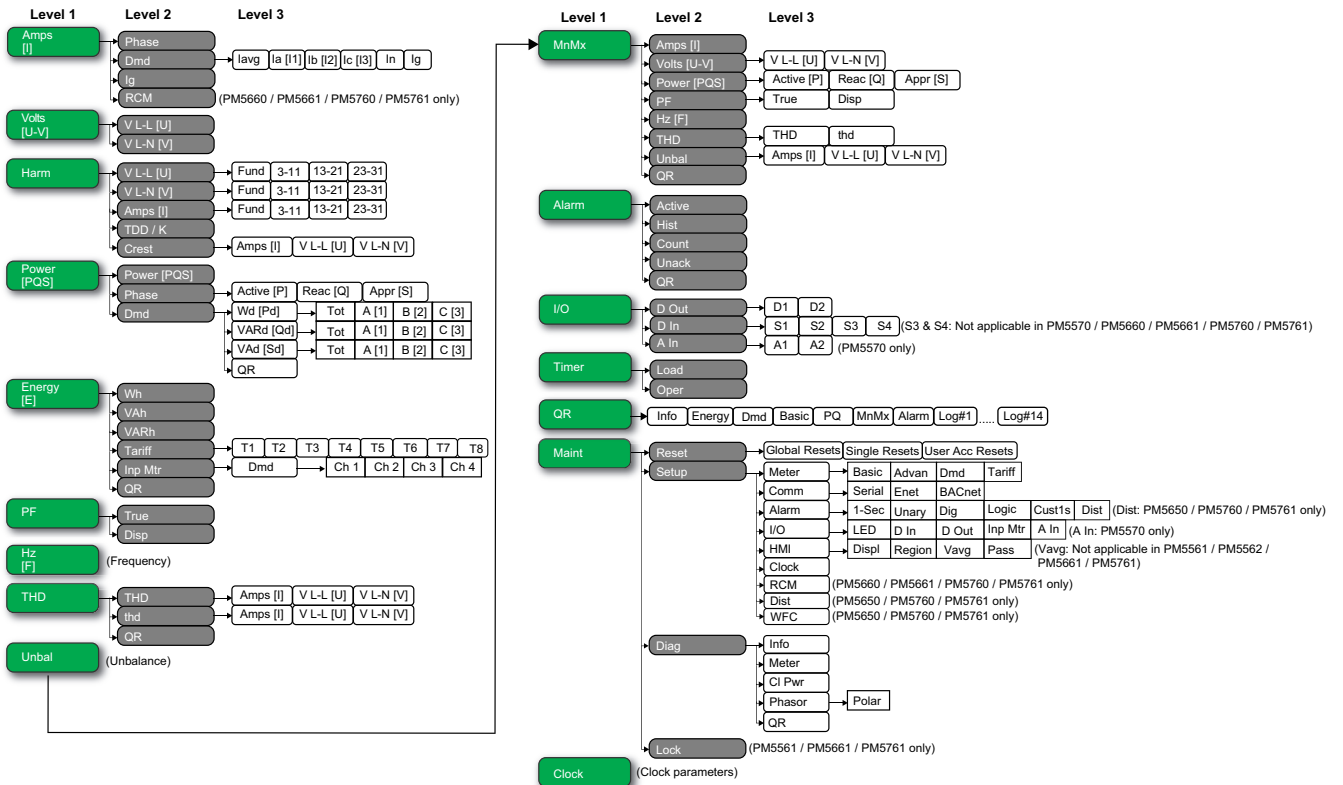 Level 1 Level 2 Level 3
Amps
[I]
Phase
Dmd Iavg Ia [I1] Ib [I2] Ic [I3] In Ig
Ig
RCM (PM5660 / PM5661 / PM5760 / PM5761 only)
Volts
[U-V]
V L-L [U]
V L-N [V]
Harm
V L-L [U] Fund 3-11 13-21 23-31
V L-N [V] Fund 3-11 13-21 23-31
Amps [I] Fund 3-11 13-21 23-31
TDD / K
Crest Amps [I] V L-L [U] V L-N [V]
Power
[PQS]
Power [PQS]
Phase Active [P] Reac [Q] Appr [S]
Dmd Wd [Pd] Tot A [1] B [2] C [3]
VARd [Qd] Tot A [1] B [2] C [3]
VAd [Sd] Tot A [1] B [2] C [3]
QR
Energy
[E]
Wh
VAh
VARh
Tariff T1 T2 T3 T4 T5 T6 T7 T8
Inp Mtr Dmd Ch 1 Ch 2 Ch 3 Ch 4
QR
PF
True
Disp
Hz
[F]
(Frequency)
THD
THD Amps [I] V L-L [U] V L-N [V]
thd Amps [I] V L-L [U] V L-N [V]
QR
Unbal
(Unbalance)
Level 1 Level 2 Level 3
MnMx
Amps [I]
Volts [U-V] V L-L [U] V L-N [V]
Power [PQS] Active [P] Reac [Q] Appr [S]
PF True Disp
Hz [F]
THD THD thd
Unbal Amps [I] V L-L [U] V L-N [V]
QR
Alarm
Active
Hist
Count
Unack
QR
I/O
D Out D1 D2
D In S1 S2 S3 S4 (S3 & S4: Not applicable in PM5570 / PM5660 / PM5661 / PM5760 / PM5761)
A In A1 A2 (PM5570 only)
Timer
Load
Oper
QR Info Energy Dmd Basic PQ MnMx Alarm Log#1 ..... Log#14
Maint
Reset Global Resets Single Resets User Acc Resets
Setup
Meter Basic Advan Dmd Tariff
Comm Serial Enet BACnet
Alarm 1-Sec Unary Dig Logic Cust1s Dist (Dist: PM5650 / PM5760 / PM5761 only)
I/O LED D In D Out Inp Mtr A In (A In: PM5570 only)
HMI Displ Region Vavg Pass (Vavg: Not applicable in PM5561 / PM5562 /
PM5661 / PM5761)
Clock
RCM (PM5660 / PM5661 / PM5760 / PM5761 only)
Dist (PM5650 / PM5760 / PM5761 only)
WFC (PM5650 / PM5760 / PM5761 only)
Diag Info
Meter
Cl Pwr
Phasor Polar
QR
Lock (PM5561 / PM5661 / PM5761 only)
Clock (Clock parameters)